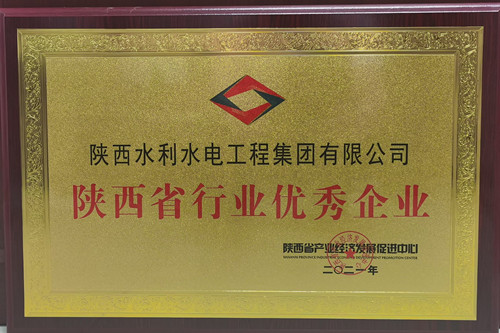 陕西水利水电工程集团有限公司
陕西省行业优秀企业
陕西省产业经济发展促进中心
二〇二一年